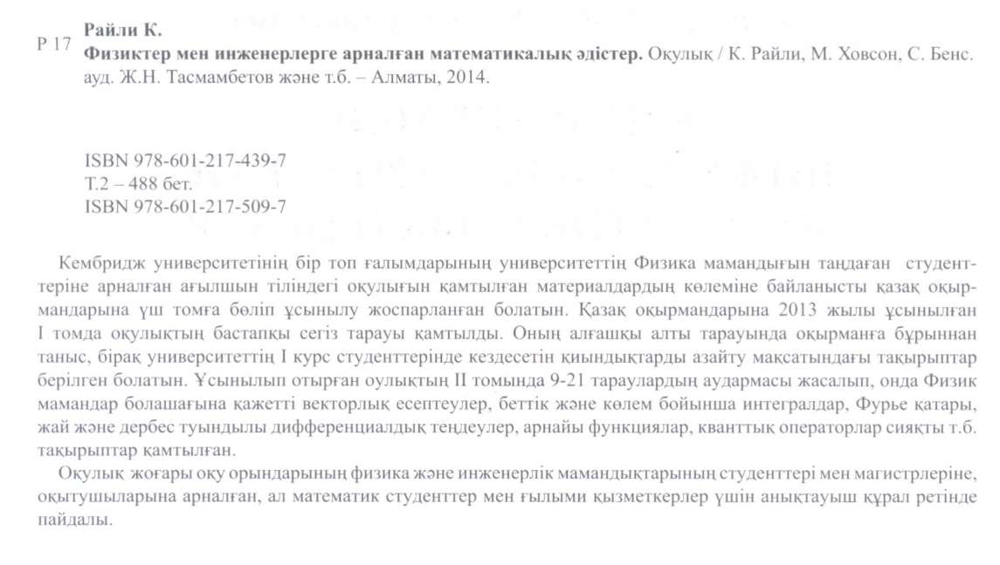 Райли К.
Р 17
Физиктер мен инженерлерге арналған математикалық әдістер. Оқулық / К. Райли, М. Ховсон, С. Бенс.
ауд. Ж.Н. Тасмамбетов және т.б. – Алматы, 2014.
ISBN 978-601-217-439-7
Т.2 – 488 бет.
ISBN 978-601-217-509-7
Кембридж университетінің бір топ ғалымдарының университеттің Физика мамандығын таңдаған студент-
теріне арналған ағылшын тіліндегі оқулығын қамтылған материалдардың көлеміне байланысты қазақ оқыр-
мандарына үш томға бөліп ұсынылу жоспарланған болатын. Қазақ оқырмандарына 2013 жылы ұсынылған
I томда оқулықтың бастапқы сегіз тарауы қамтылды. Оның алғашқы алты тарауында оқырманға бұрыннан
таныс, бірақ университеттің I курс студенттерінде кездесетін қиындықтарды азайту мақсатындағы тақырыптар
берілген болатын. Ұсынылып отырған оулықтың II томында 9-21 тараулардың аудармасы жасалып, онда Физик
мамандар болашағына қажетті векторлық есептеулер, беттік және көлем бойынша интегралдар, Фурье қатары,
жай және дербес туындылы дифференциалдық теңдеулер, арнайы функциялар, кванттық операторлар сияқты т.б.
тақырыптар қамтылған.
Оқулық жоғары оқу орындарының физика және инженерлік мамандықтарының студенттері мен магистрлеріне,
оқытушыларына арналған, ал математик студенттер мен ғылыми қызметкерлер үшін анықтауыш құрал ретінде
пайдалы.